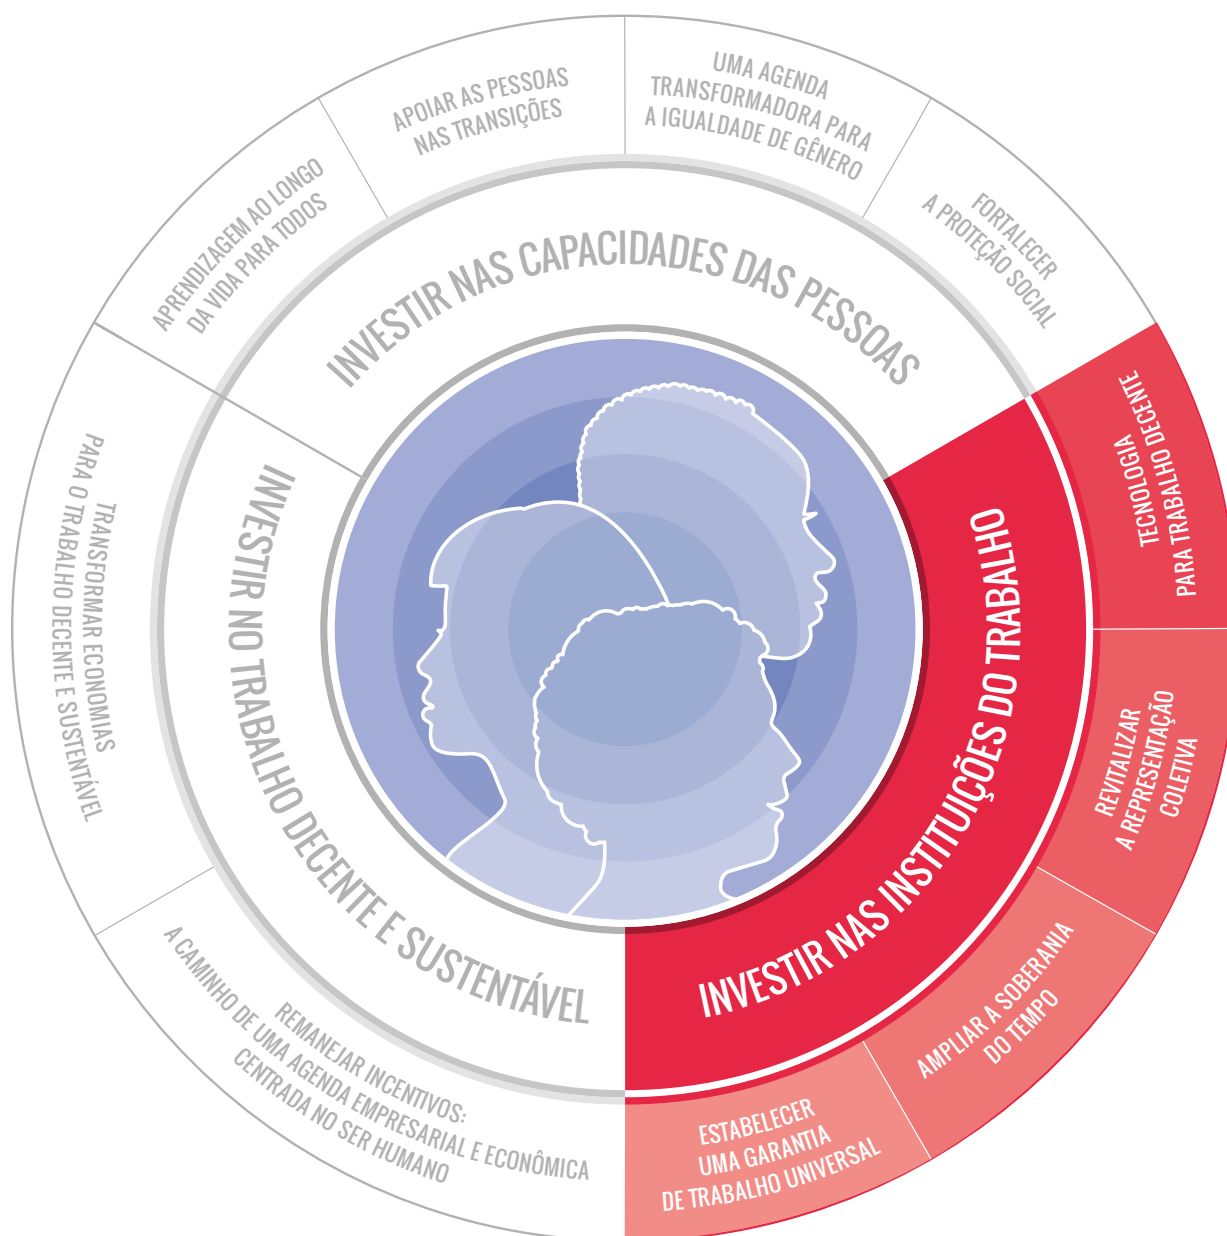 INVESTIR NAS CAPACIDADES DAS PESSOAS
APRENDIZAGEM AO LONGO
DA VIDA PARA TODOS
APOIAR AS PESSOAS
NAS TRANSIÇÕES
UMA AGENDA
TRANSFORMADORA PARA
A IGUALDADE DE GÊNERO
FORTALECER
A PROTEÇÃO SOCIAL
INVESTIR NAS INSTITUIÇÕES DO TRABALHO
TECNOLOGIA
PARA TRABALHO DECENTE
REVITALIZAR
A REPRESENTAÇÃO
COLETIVA
AMPLIAR A SOBERANIA
DO TEMPO
ESTABELECER
UMA GARANTIA
DE TRABALHO UNIVERSAL
INVESTIR NO TRABALHO DECENTE E SUSTENTÁVEL
TRANSFORMAR ECONOMIAS
PARA O TRABALHO DECENTE E SUSTENTÁVEL
REMANEJAR INCENTIVOS:
A CAMINHO DE UMA AGENDA EMPRESARIAL E ECONÔMICA
CENTRADA NO SER HUMANO